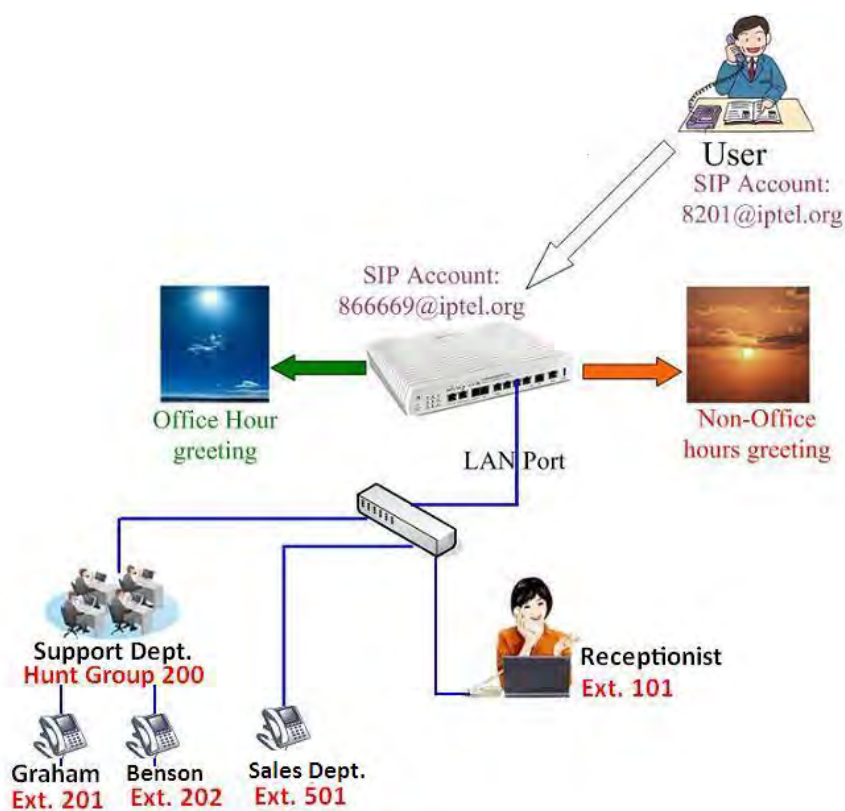 User
SIP Account:
8201@iptel.org
SIP Account:
866669@iptel.org
Office Hour
greeting
Non-Office
hours greeting
LAN Port
Support Dept.
Hunt Group 200
Receptionist
Ext. 101
Graham
Ext. 201
Benson
Ext. 202
Sales Dept.
Ext. 501